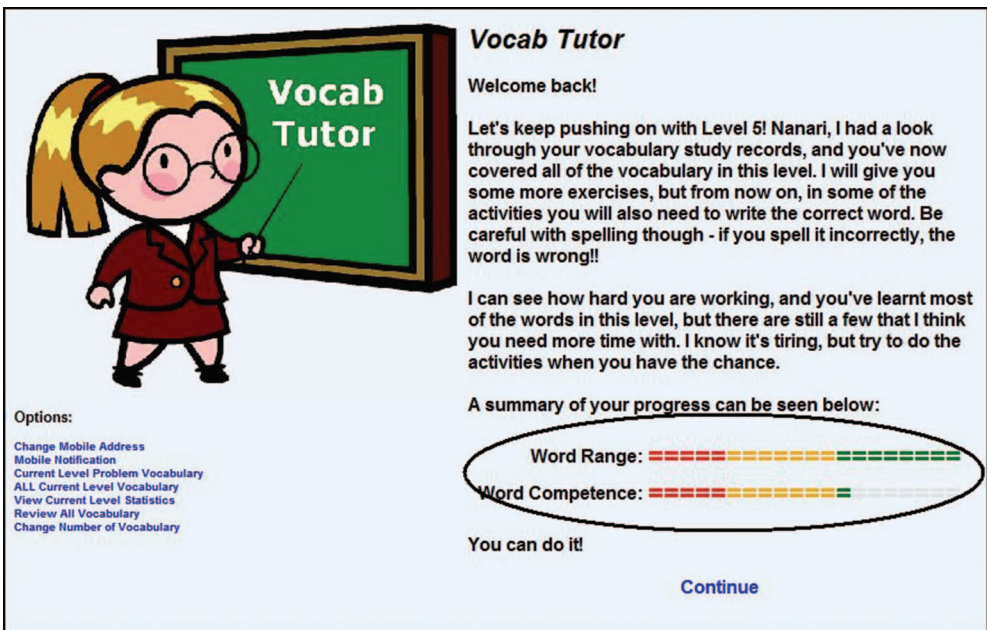 Vocab
Tutor
Options:
Change Mobile Address
Mobile Notification
Current Level Problem Vocabulary
ALL Current Level Vocabulary
View Current Level Statistics
Review All Vocabulary
Change Number of Vocabulary
Vocab Tutor
Welcome back!
Let's keep pushing on with Level 5! Nanari, I had a look
through your vocabulary study records, and you've now
covered all of the vocabulary in this level. I will give you
some more exercises, but from now on, in some of the
activities you will also need to write the correct word. Be
careful with spelling though - if you spell it incorrectly, the
word is wrong!!
I can see how hard you are working, and you've learnt most
of the words in this level, but there are still a few that I think
you need more time with. I know it's tiring, but try to do the
activities when you have the chance.
A summary of your progress can be seen below:
Word Range:
Word Competence:
You can do it!
Continue